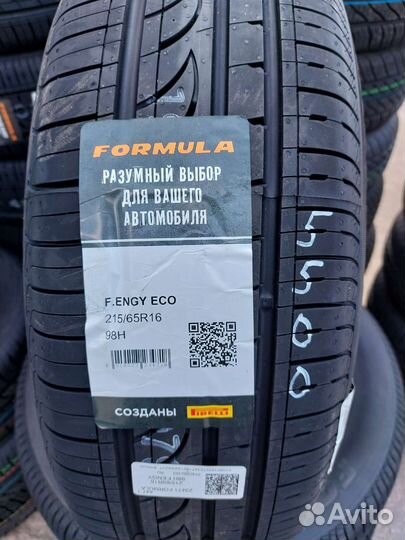 FORMULA
РАЗУМНЫЙ ВЫБОР
ДЛЯ ВАШЕГО
АВТОМОБИЛЯ
F.ENGY ECO
215/65R16
98H
СОЗДАНЫ PIRELLI
5500
Avito